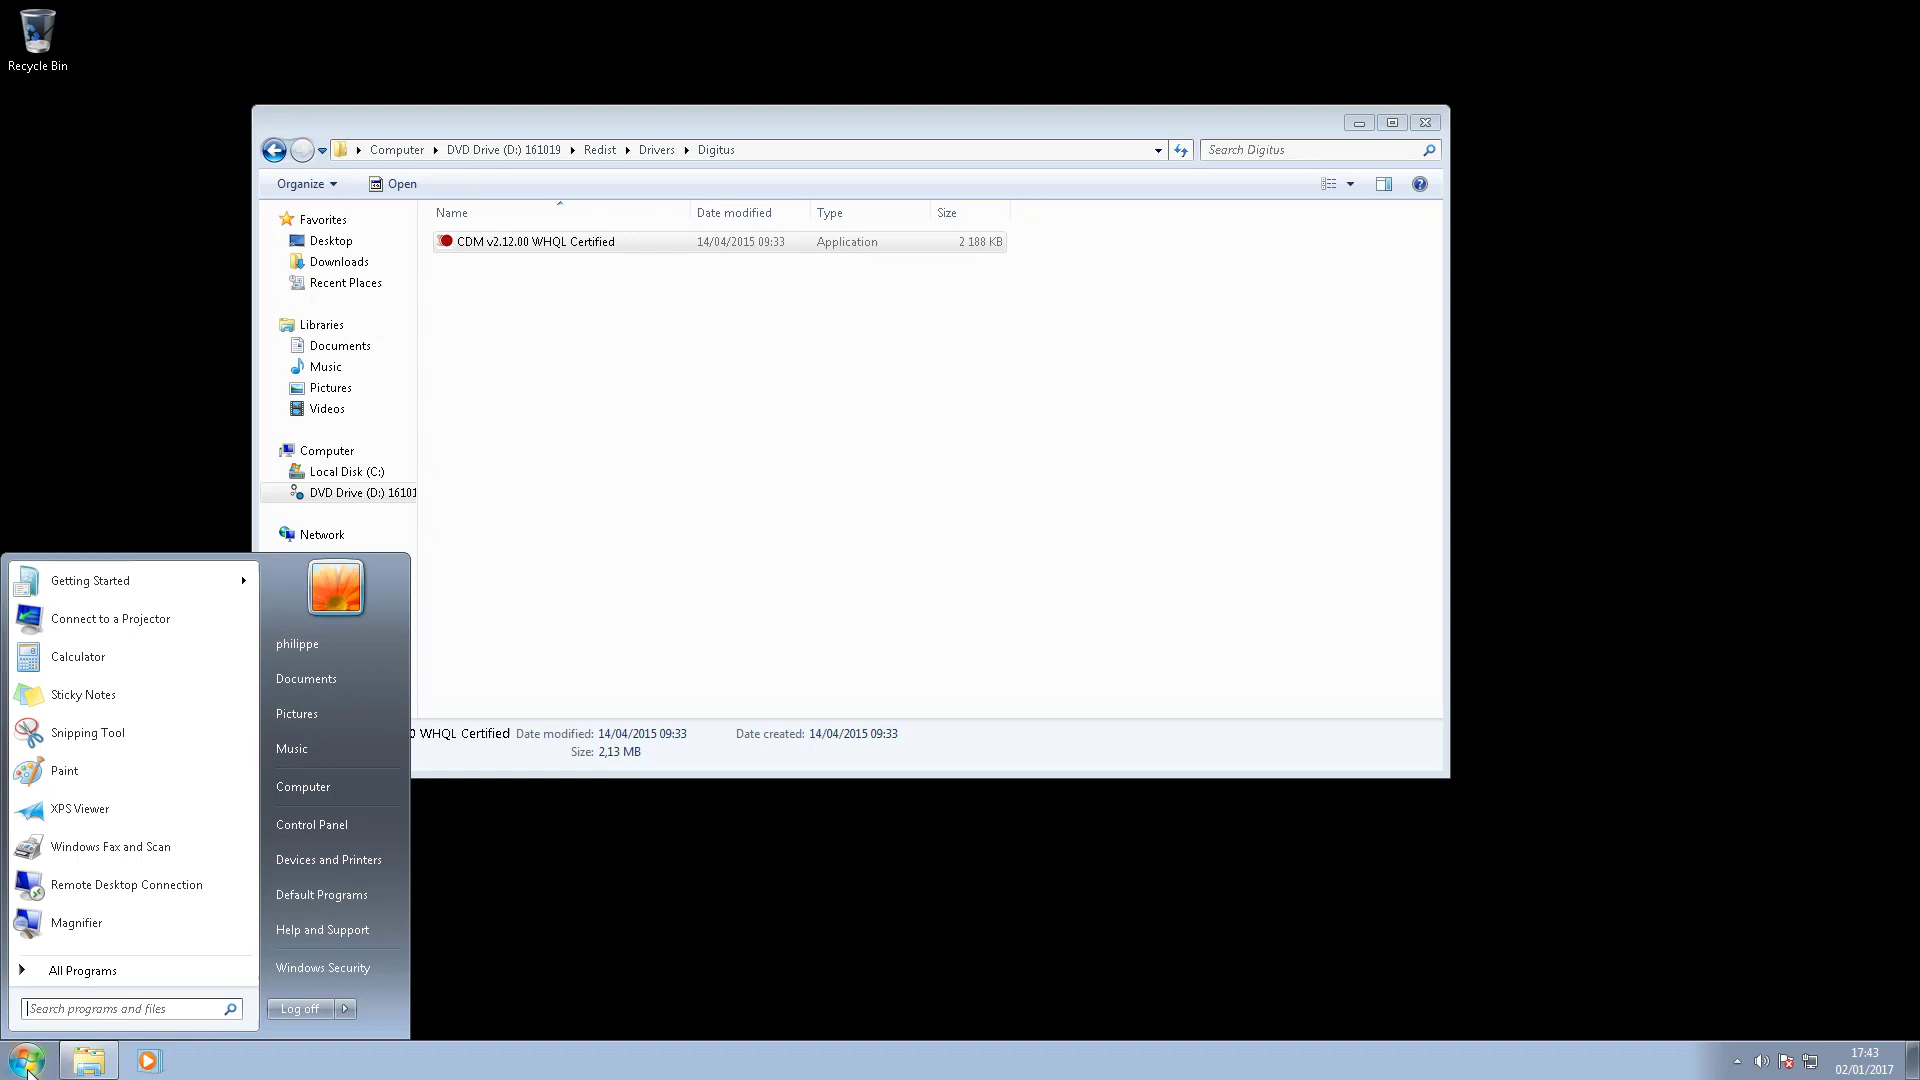 Recycle Bin
Computer DVD Drive (D:) 161019 Redist Drivers Digitus
Search Digitus
Organize Open
Name Date modified Type Size
CDM v2.12.00 WHQL Certified 14/04/2015 09:33 Application 2 188 KB
Favorites
Desktop
Downloads
Recent Places
Libraries
Documents
Music
Pictures
Videos
Computer
Local Disk (C:)
DVD Drive (D:) 16101
Network
WHQL Certified Date modified: 14/04/2015 09:33 Date created: 14/04/2015 09:33
Size: 2,13 MB
Getting Started
Connect to a Projector
Calculator
Sticky Notes
Snipping Tool
Paint
XPS Viewer
Windows Fax and Scan
Remote Desktop Connection
Magnifier
All Programs
Search programs and files
philippe
Documents
Pictures
Music
Computer
Control Panel
Devices and Printers
Default Programs
Help and Support
Windows Security
Log off
17:43
02/01/2017